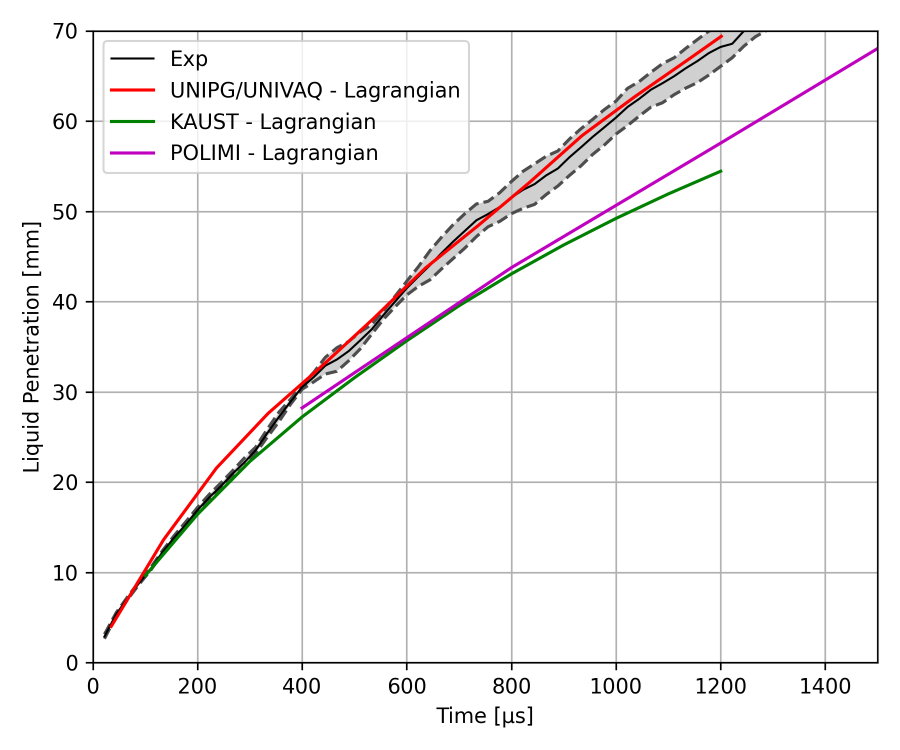 70
60
50
40
30
20
10
0
Liquid Penetration [mm]
Exp
UNIPG/UNIVAQ - Lagrangian
KAUST - Lagrangian
POLIMI - Lagrangian
0 200 400 600 800 1000 1200 1400
Time [µs]